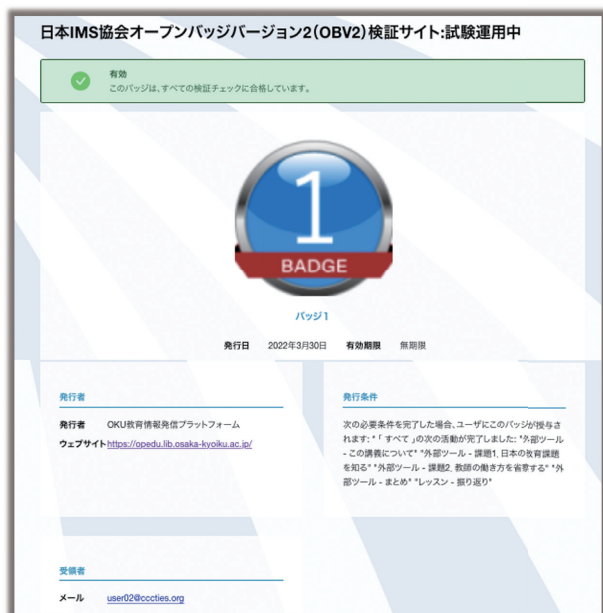 日本IMS協会オープンバッジバージョン2(OBV2)検証サイト:試験運用中
有効
このバッジは、すべての検証チェックに合格しています。
1
BADGE
バッジ1
発行日 2022年3月30日 有効期限 無期限
発行者
発行者 OKU教育情報発信プラットフォーム
ウェブサイト https://opedu.lib.osaka-kyoiku.ac.jp/
発行条件
次の必要条件を完了した場合、ユーザにこのバッジが授与さ
れます: * 「 すべて 」の次の活動が完了しました: "外部ツール
- この講義について" "外部ツール - 課題1, 日本の教育課題
を知る" "外部ツール - 課題2, 教師の働き方を省察する" "外
部ツール - まとめ" "レッスン - 振り返り"
受領者
メール user02@cccties.org